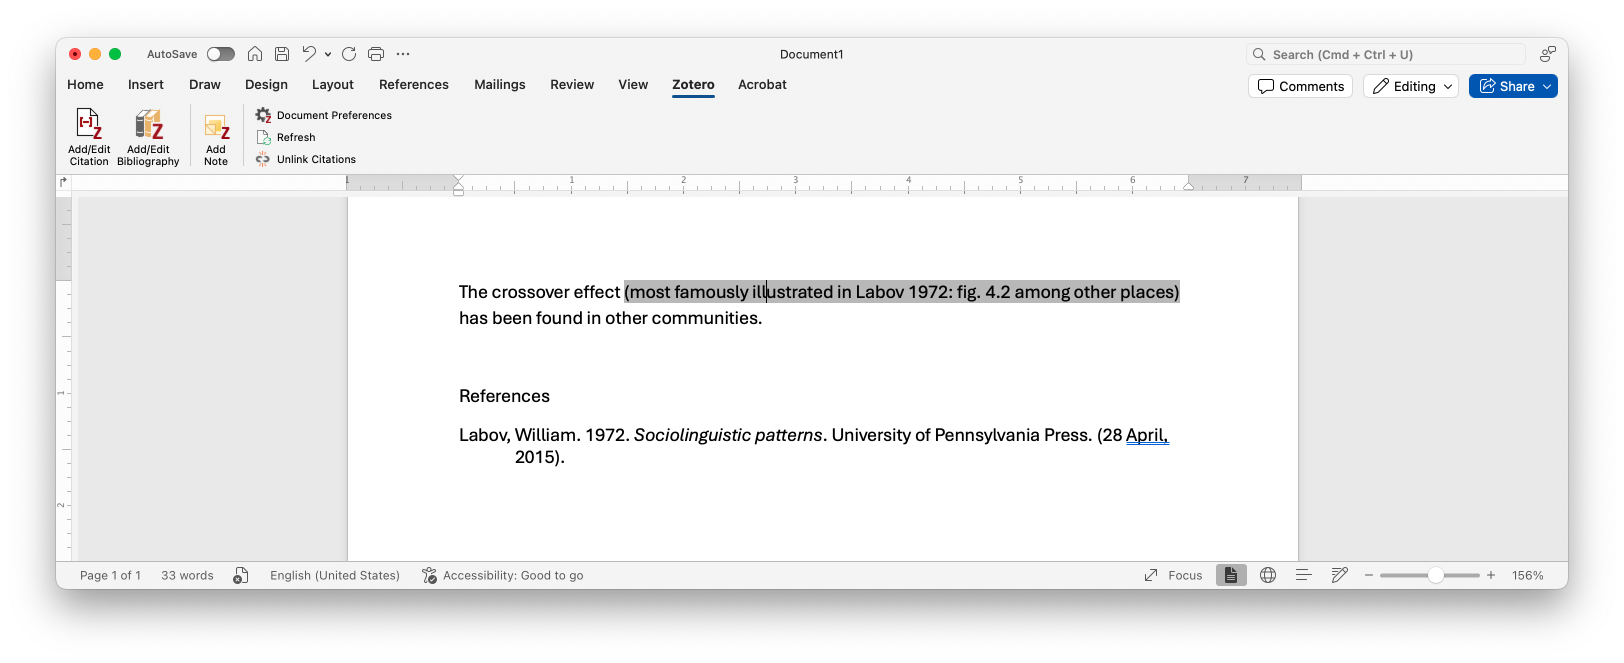 AutoSave
Document1
Search (Cmd + Ctrl + U)
Home Insert Draw Design Layout References Mailings Review View Zotero Acrobat
Comments Editing Share
Add/Edit Citation
Add/Edit Bibliography
Add Note
Document Preferences
Refresh
Unlink Citations
1 1 2 3 4 5 6 7
The crossover effect (most famously illustrated in Labov 1972: fig. 4.2 among other places)
has been found in other communities.
References
Labov, William. 1972. Sociolinguistic patterns. University of Pennsylvania Press. (28 April,
2015).
1
2
Page 1 of 1 33 words English (United States) Accessibility: Good to go Focus 156%